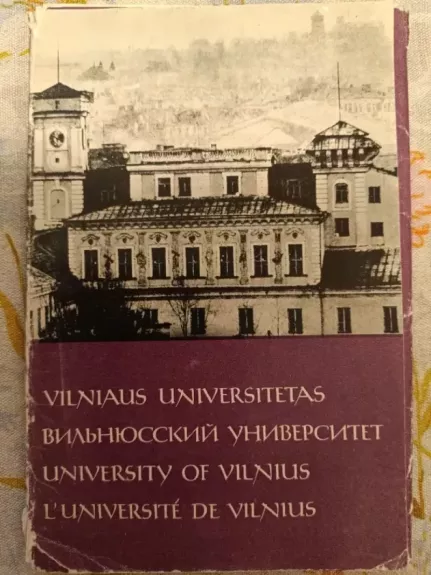 VILNIAUS UNIVERSITETAS
ВИЛЬНЮССКИЙ УНИВЕРСИТЕТ
UNIVERSITY OF VILNIUS
L'UNIVERSITÉ DE VILNIUS